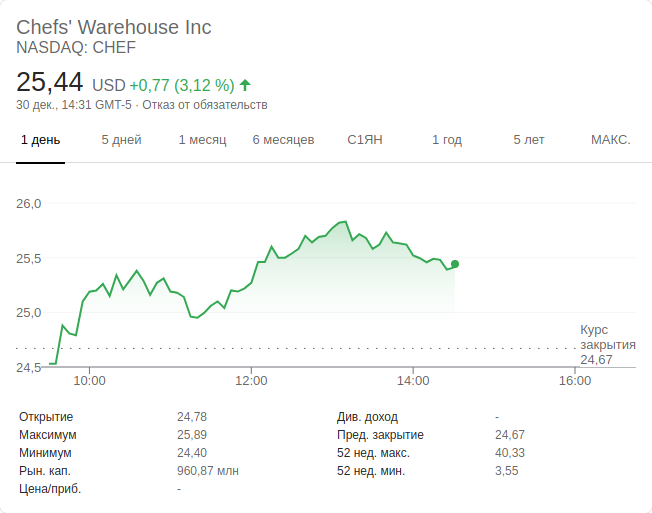 Chefs' Warehouse Inc
NASDAQ: CHEF
25,44 USD +0,77 (3,12 %)
30 дек., 14:31 GMT-5 · Отказ от обязательств
1 день 5 дней 1 месяц 6 месяцев С1ЯН 1 год 5 лет МАКС.
26,0
25,5
25,0
24,5
Курс
закрытия
24,67
10:00 12:00 14:00 16:00
Открытие 24,78 Див. доход -
Максимум 25,89 Пред. закрытие 24,67
Минимум 24,40 52 нед. макс. 40,33
Рын. кап. 960,87 млн 52 нед. мин. 3,55
Цена/приб. -